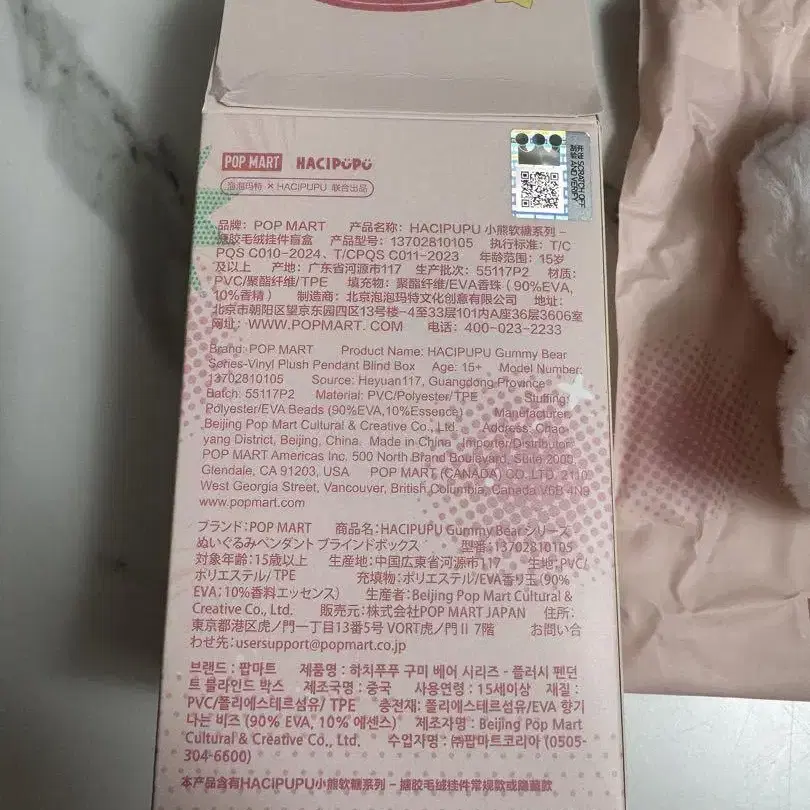 POP MART HACIPUPU
泡泡玛特 × HACIPUPU 联合出品
SCRATCH OFF
AND VERIFY
品牌：POP MART 产品名称：HACIPUPU 小熊软糖系列 –
搪胶毛绒挂件盲盒 产品型号：13702810105 执行标准：T/C
PQS C010-2024、T/CPQS C011-2023 年龄范围：15岁
及以上 产地：广东省河源市117 生产批次：55117P2 材质：
PVC/聚酯纤维/TPE 填充物：聚酯纤维/EVA香珠（90%EVA,
10%香精） 制造商：北京泡泡玛特文化创意有限公司 地址：
北京市朝阳区望京东园四区13号楼-4至33层101内A座36层3606室
网址：WWW.POPMART.COM 电话：400-023-2233
Brand: POP MART Product Name: HACIPUPU Gummy Bear
Series-Vinyl Plush Pendant Blind Box Age: 15+ Model Number:
13702810105 Source: Heyuan117, Guangdong Province
Batch: 55117P2 Material: PVC/Polyester/TPE Stuffing:
Polyester/EVA Beads (90%EVA,10%Essence) Manufacturer:
Beijing Pop Mart Cultural & Creative Co., Ltd. Address: Chao-
yang District, Beijing, China. Made in China Importer/Distributor:
POP MART Americas Inc. 500 North Brand Boulevard, Suite 2000,
Glendale, CA 91203, USA POP MART (CANADA) CO. LTD. 2110
West Georgia Street, Vancouver, British Columbia, Canada V6B 4N9
www.popmart.com
ブランド：POP MART 商品名：HACIPUPU Gummy Bear シリーズ
ぬいぐるみペンダント ブラインドボックス 型番：13702810105
対象年齢：15歳以上 生産地：中国広東省河源市117 生地：PVC/
ポリエステル/ TPE 充填物：ポリエステル/EVA香り玉（90%
EVA；10%香料エッセンス） 生産者：Beijing Pop Mart Cultural &
Creative Co., Ltd. 販売元：株式会社POP MART JAPAN 住所：
東京都港区虎ノ門一丁目13番5号 VORT虎ノ門Ⅱ 7階 お問い合
わせ先：usersupport@popmart.co.jp
브랜드 : 팝마트 제품명 : 하치푸푸 구미 베어 시리즈 - 플러시 펜던
트 블라인드 박스 제조국명 : 중국 사용연령 : 15세이상 재질 :
PVC/폴리에스테르섬유/ TPE 충전재: 폴리에스테르섬유/EVA 향기
나는 비즈 (90% EVA, 10% 에센스) 제조자명 : Beijing Pop Mart
Cultural & Creative Co., Ltd. 수입자명 : ㈜팝마트코리아 (0505-
304-6600)
本产品含有HACIPUPU小熊软糖系列 – 搪胶毛绒挂件常规款或隐藏款